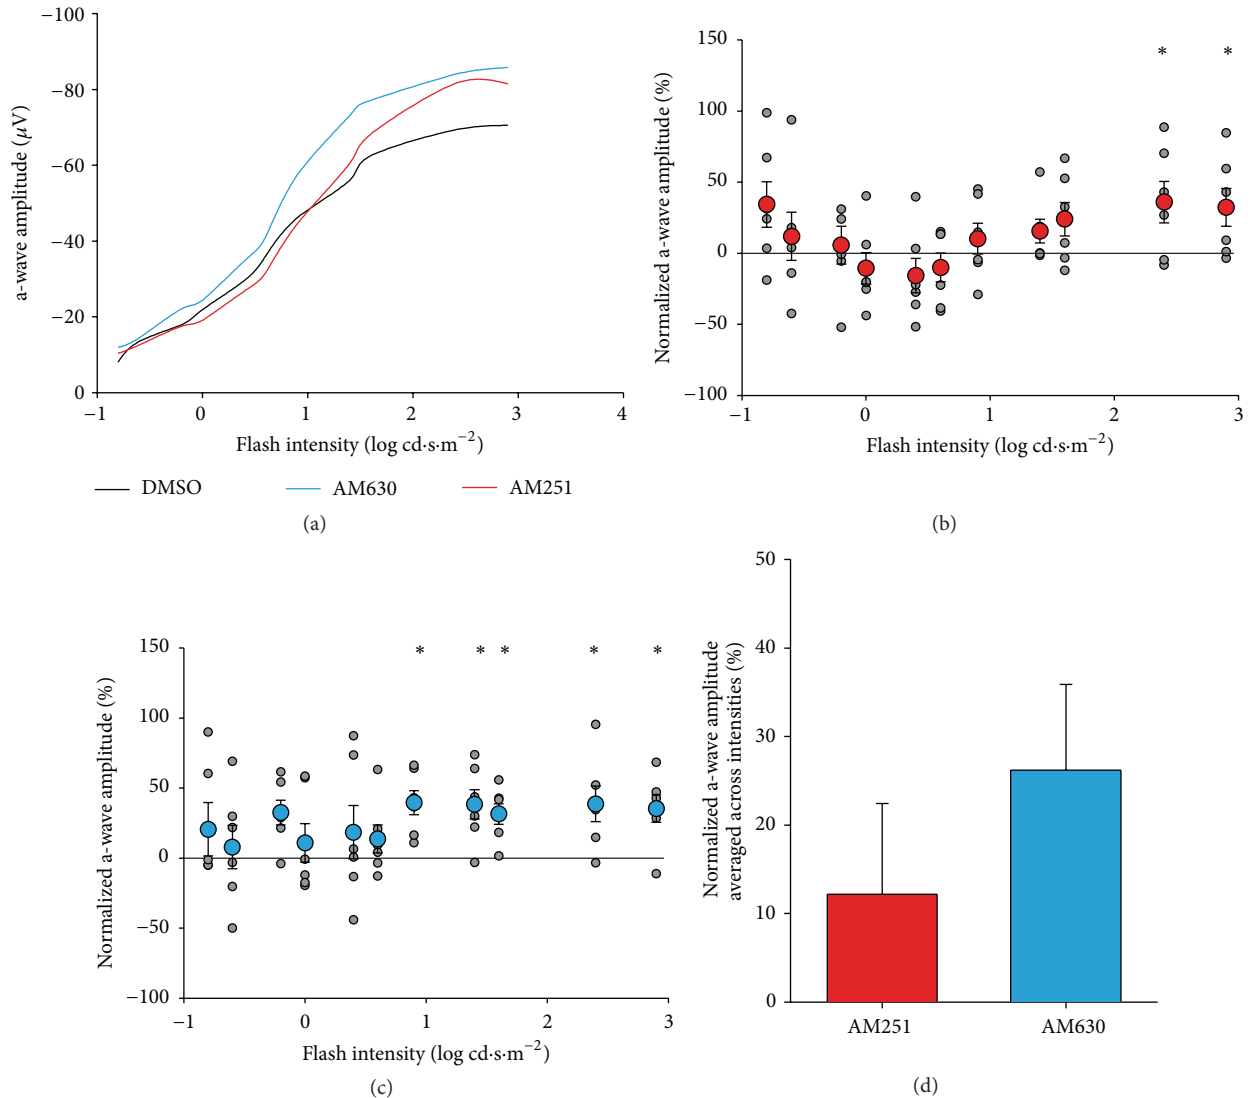 −100
−80
−60
−40
−20
0
a-wave amplitude (μV)
−1 0 1 2 3 4
Flash intensity (log cd·s·m−2)
DMSO AM630 AM251
(a)
150
100
50
0
−50
−100
Normalized a-wave amplitude (%)
* *
−1 0 1 2 3
Flash intensity (log cd·s·m−2)
(b)
150
100
50
0
−50
−100
Normalized a-wave amplitude (%)
* * * * *
−1 0 1 2 3
Flash intensity (log cd·s·m−2)
(c)
50
40
30
20
10
0
Normalized a-wave amplitude
averaged across intensities (%)
AM251 AM630
(d)